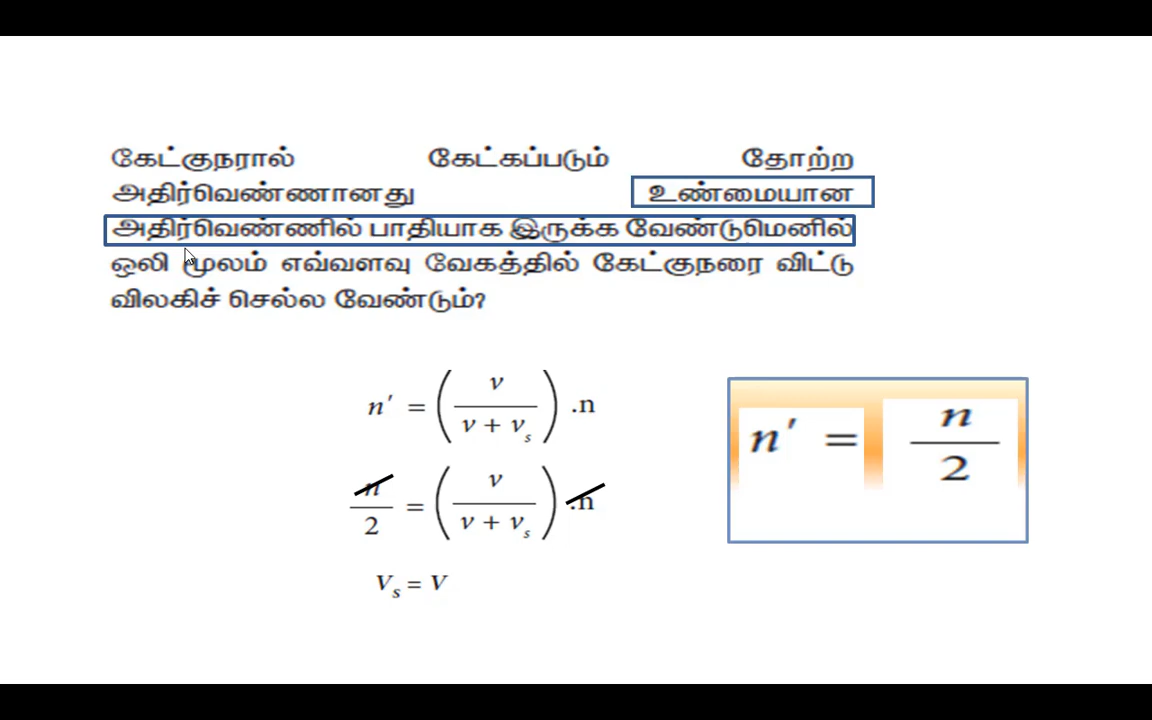 கேட்குநரால் கேட்கப்படும் தோற்ற
அதிர்வெண்ணானது உண்மையான
அதிர்வெண்ணில் பாதியாக இருக்க வேண்டுமெனில்
ஒலி மூலம் எவ்வளவு வேகத்தில் கேட்குநரை விட்டு
விலகிச் செல்ல வேண்டும்?
n′ = (v / (v + vₛ)) .n
n/2 = (v / (v + vₛ)) .n
Vₛ = V
n′ = n/2